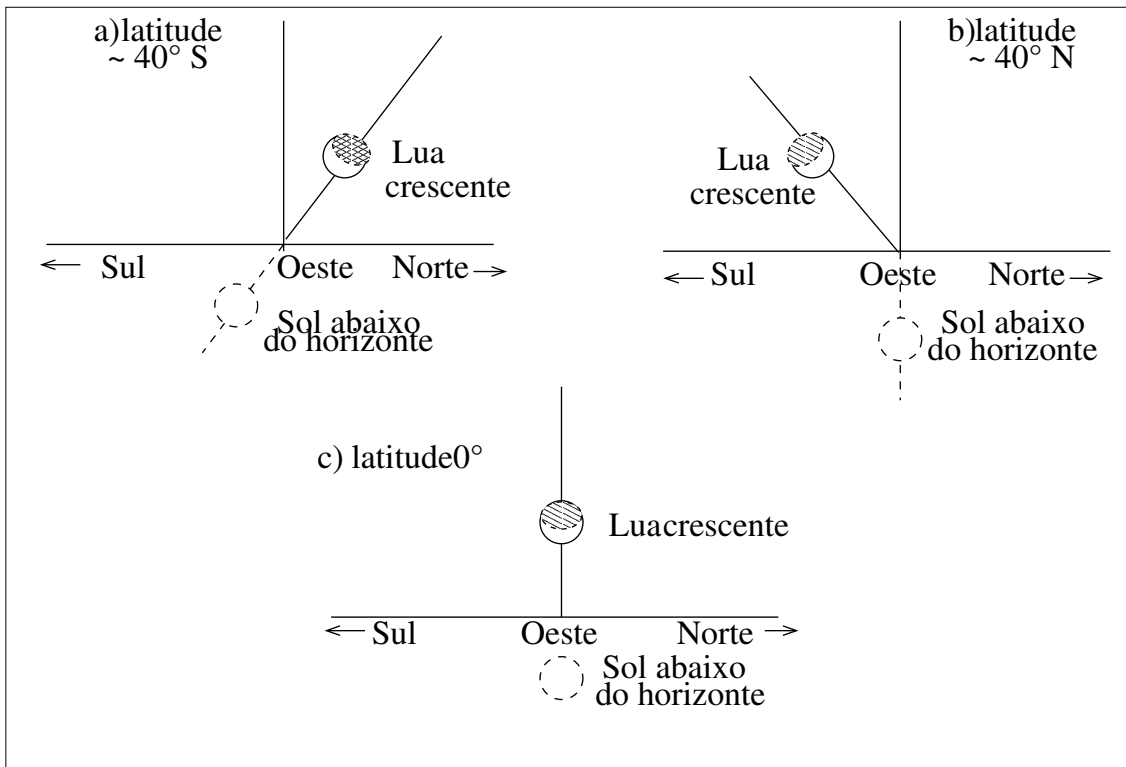 a)latitude
~ 40° S
Lua
crescente
Sul
Oeste
Norte
Sol abaixo
do horizonte
b)latitude
~ 40° N
Lua
crescente
Sul
Oeste
Norte
Sol abaixo
do horizonte
c) latitude0°
Luacrescente
Sul
Oeste
Norte
Sol abaixo
do horizonte